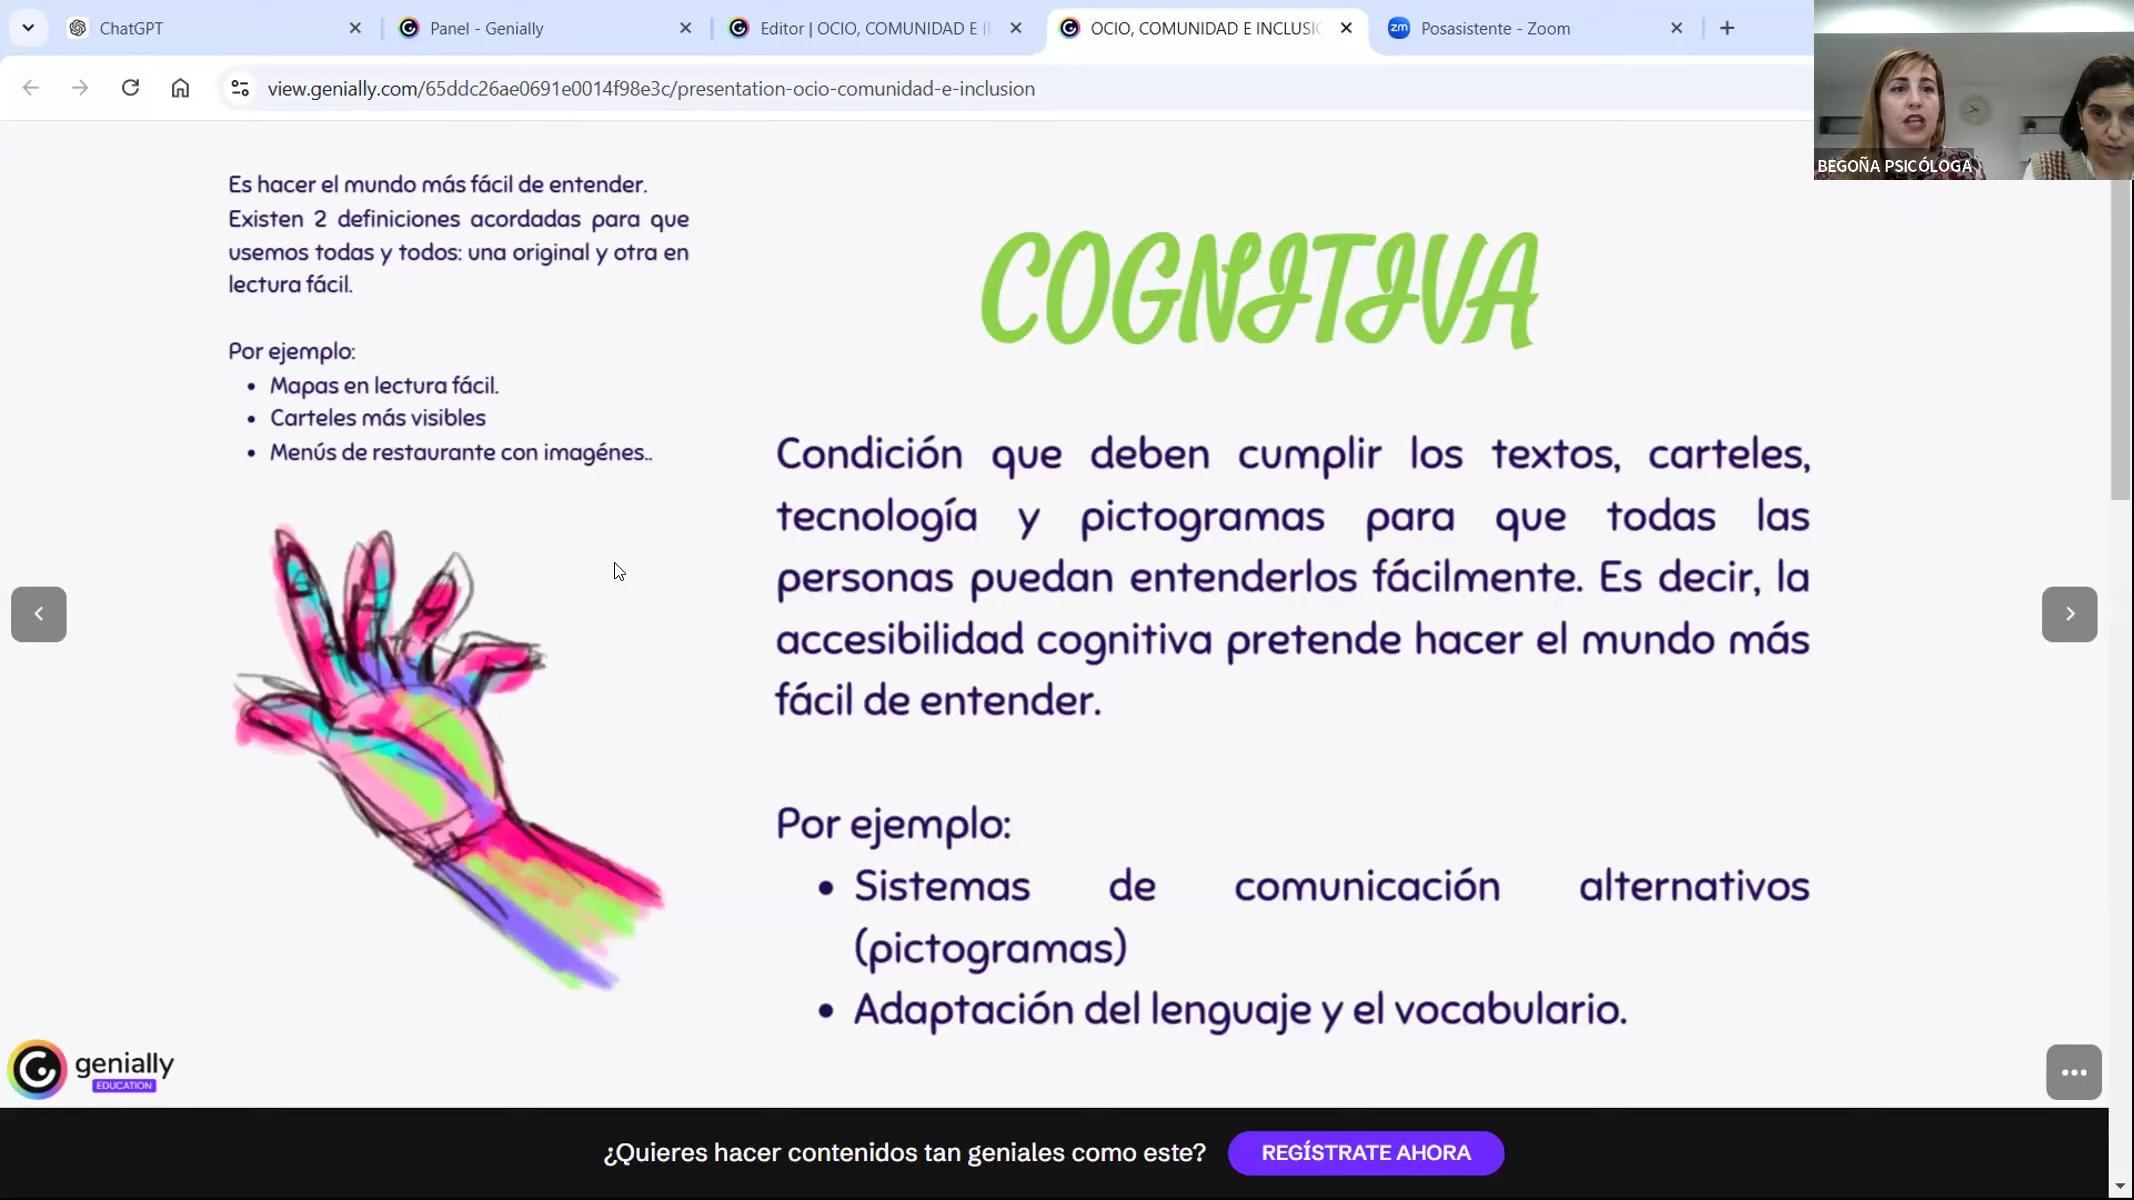 ChatGPT
Panel - Genially
Editor | OCIO, COMUNIDAD E I
OCIO, COMUNIDAD E INCLUSI
zm
Posasistente - Zoom
view.genially.com/65ddc26ae0691e0014f98e3c/presentation-ocio-comunidad-e-inclusion
BEGOÑA PSICÓLOGA
Es hacer el mundo más fácil de entender.
Existen 2 definiciones acordadas para que
usemos todas y todos: una original y otra en
lectura fácil.
Por ejemplo:
• Mapas en lectura fácil.
• Carteles más visibles
• Menús de restaurante con imagénes..
COGNITIVA
Condición que deben cumplir los textos, carteles,
tecnología y pictogramas para que todas las
personas puedan entenderlos fácilmente. Es decir, la
accesibilidad cognitiva pretende hacer el mundo más
fácil de entender.
Por ejemplo:
• Sistemas de comunicación alternativos
(pictogramas)
• Adaptación del lenguaje y el vocabulario.
genially
EDUCATION
¿Quieres hacer contenidos tan geniales como este?
REGÍSTRATE AHORA